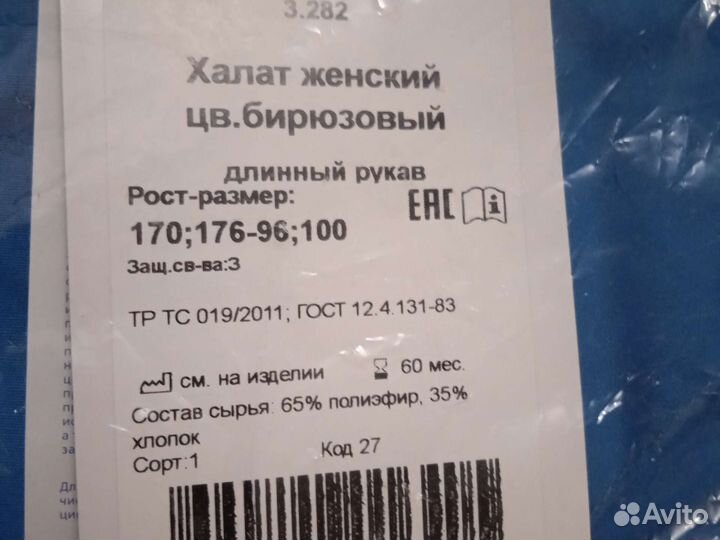 3.282
Халат женский
цв.бирюзовый
длинный рукав
Рост-размер:
EAC
170;176-96;100
Защ.св-ва:З
ТР ТС 019/2011; ГОСТ 12.4.131-83
см. на изделии
60 мес.
Состав сырья: 65% полиэфир, 35%
хлопок
Код 27
Сорт:1
Avito